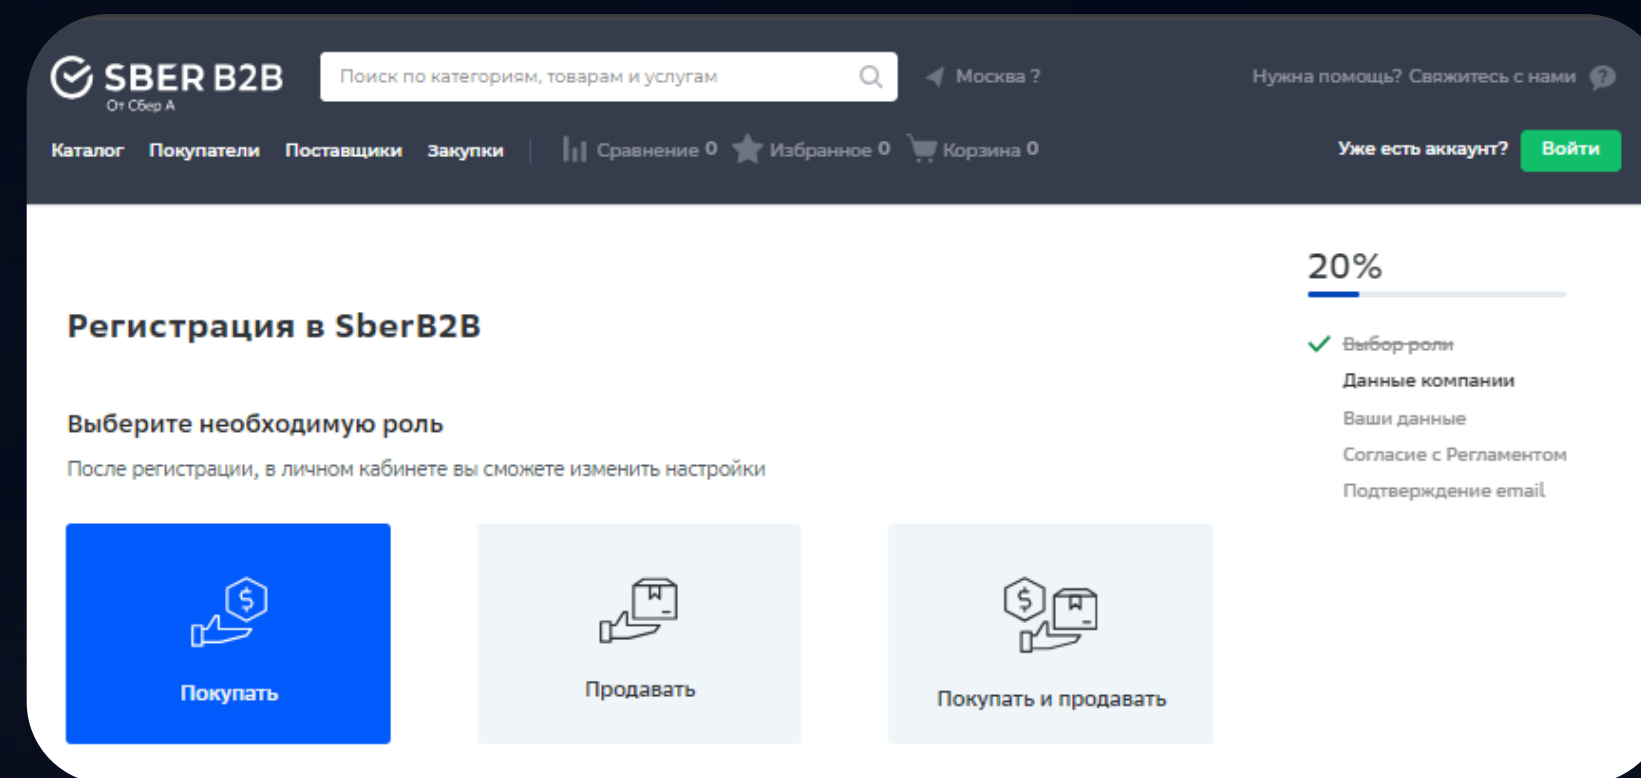 SBER B2B
От Сбер А
Поиск по категориям, товарам и услугам
Москва ?
Нужна помощь? Свяжитесь с нами ?
Каталог Покупатели Поставщики Закупки Сравнение 0 Избранное 0 Корзина 0
Уже есть аккаунт? Войти
20%
Регистрация в SberB2B
Выбор роли
Данные компании
Ваши данные
Согласие с Регламентом
Подтверждение email
Выберите необходимую роль
После регистрации, в личном кабинете вы сможете изменить настройки
$
$
Покупать
Продавать
Покупать и продавать